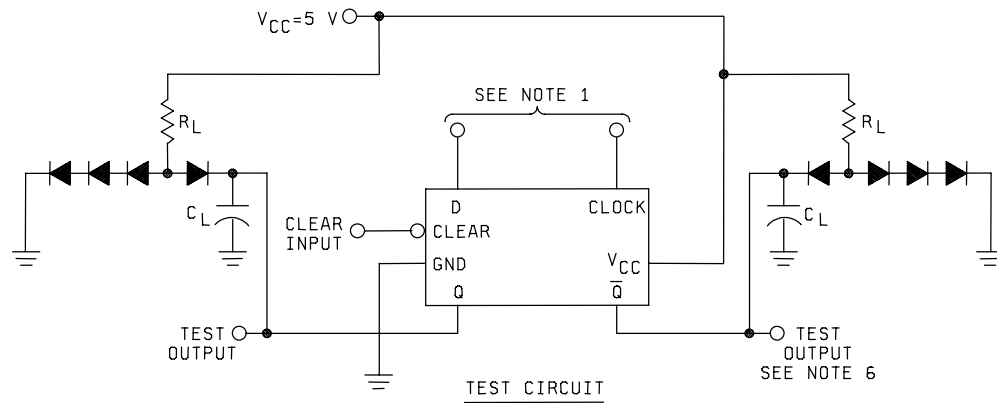 V_CC=5 V
SEE NOTE 1
R_L
R_L
C_L
C_L
D
CLOCK
CLEAR
INPUT
CLEAR
GND
V_CC
Q
Q̅
TEST
OUTPUT
TEST
OUTPUT
SEE NOTE 6
TEST CIRCUIT